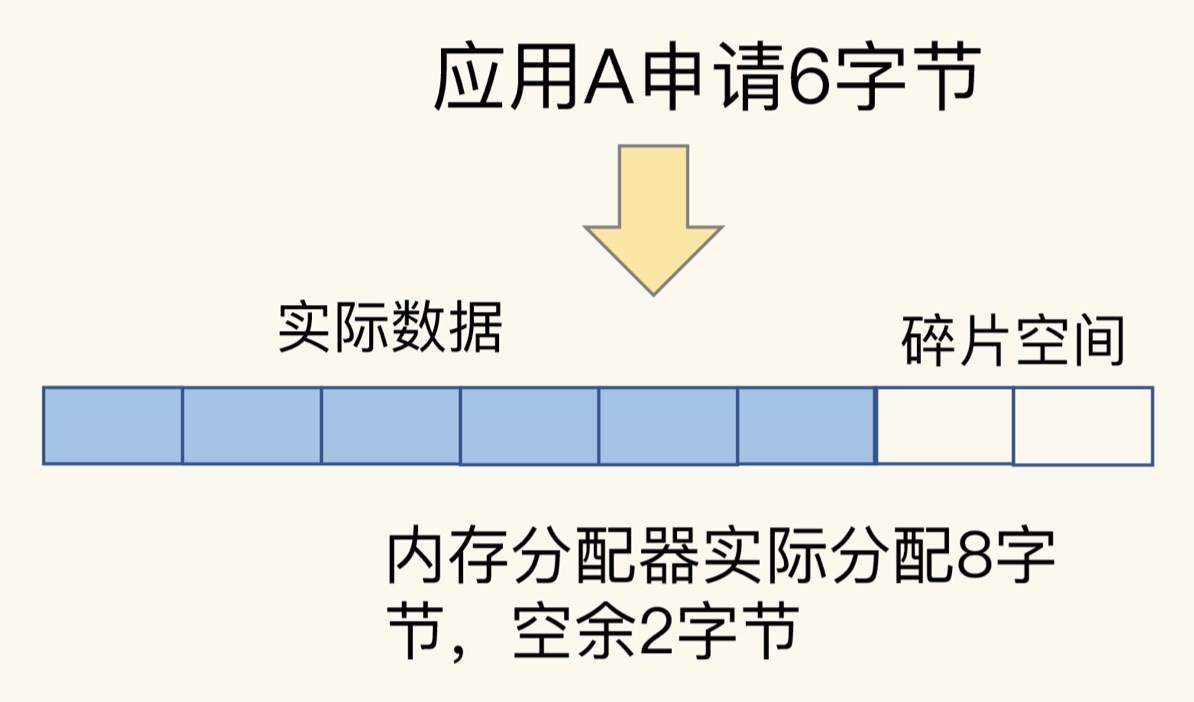 应用A申请6字节
实际数据
碎片空间
内存分配器实际分配8字
节，空余2字节